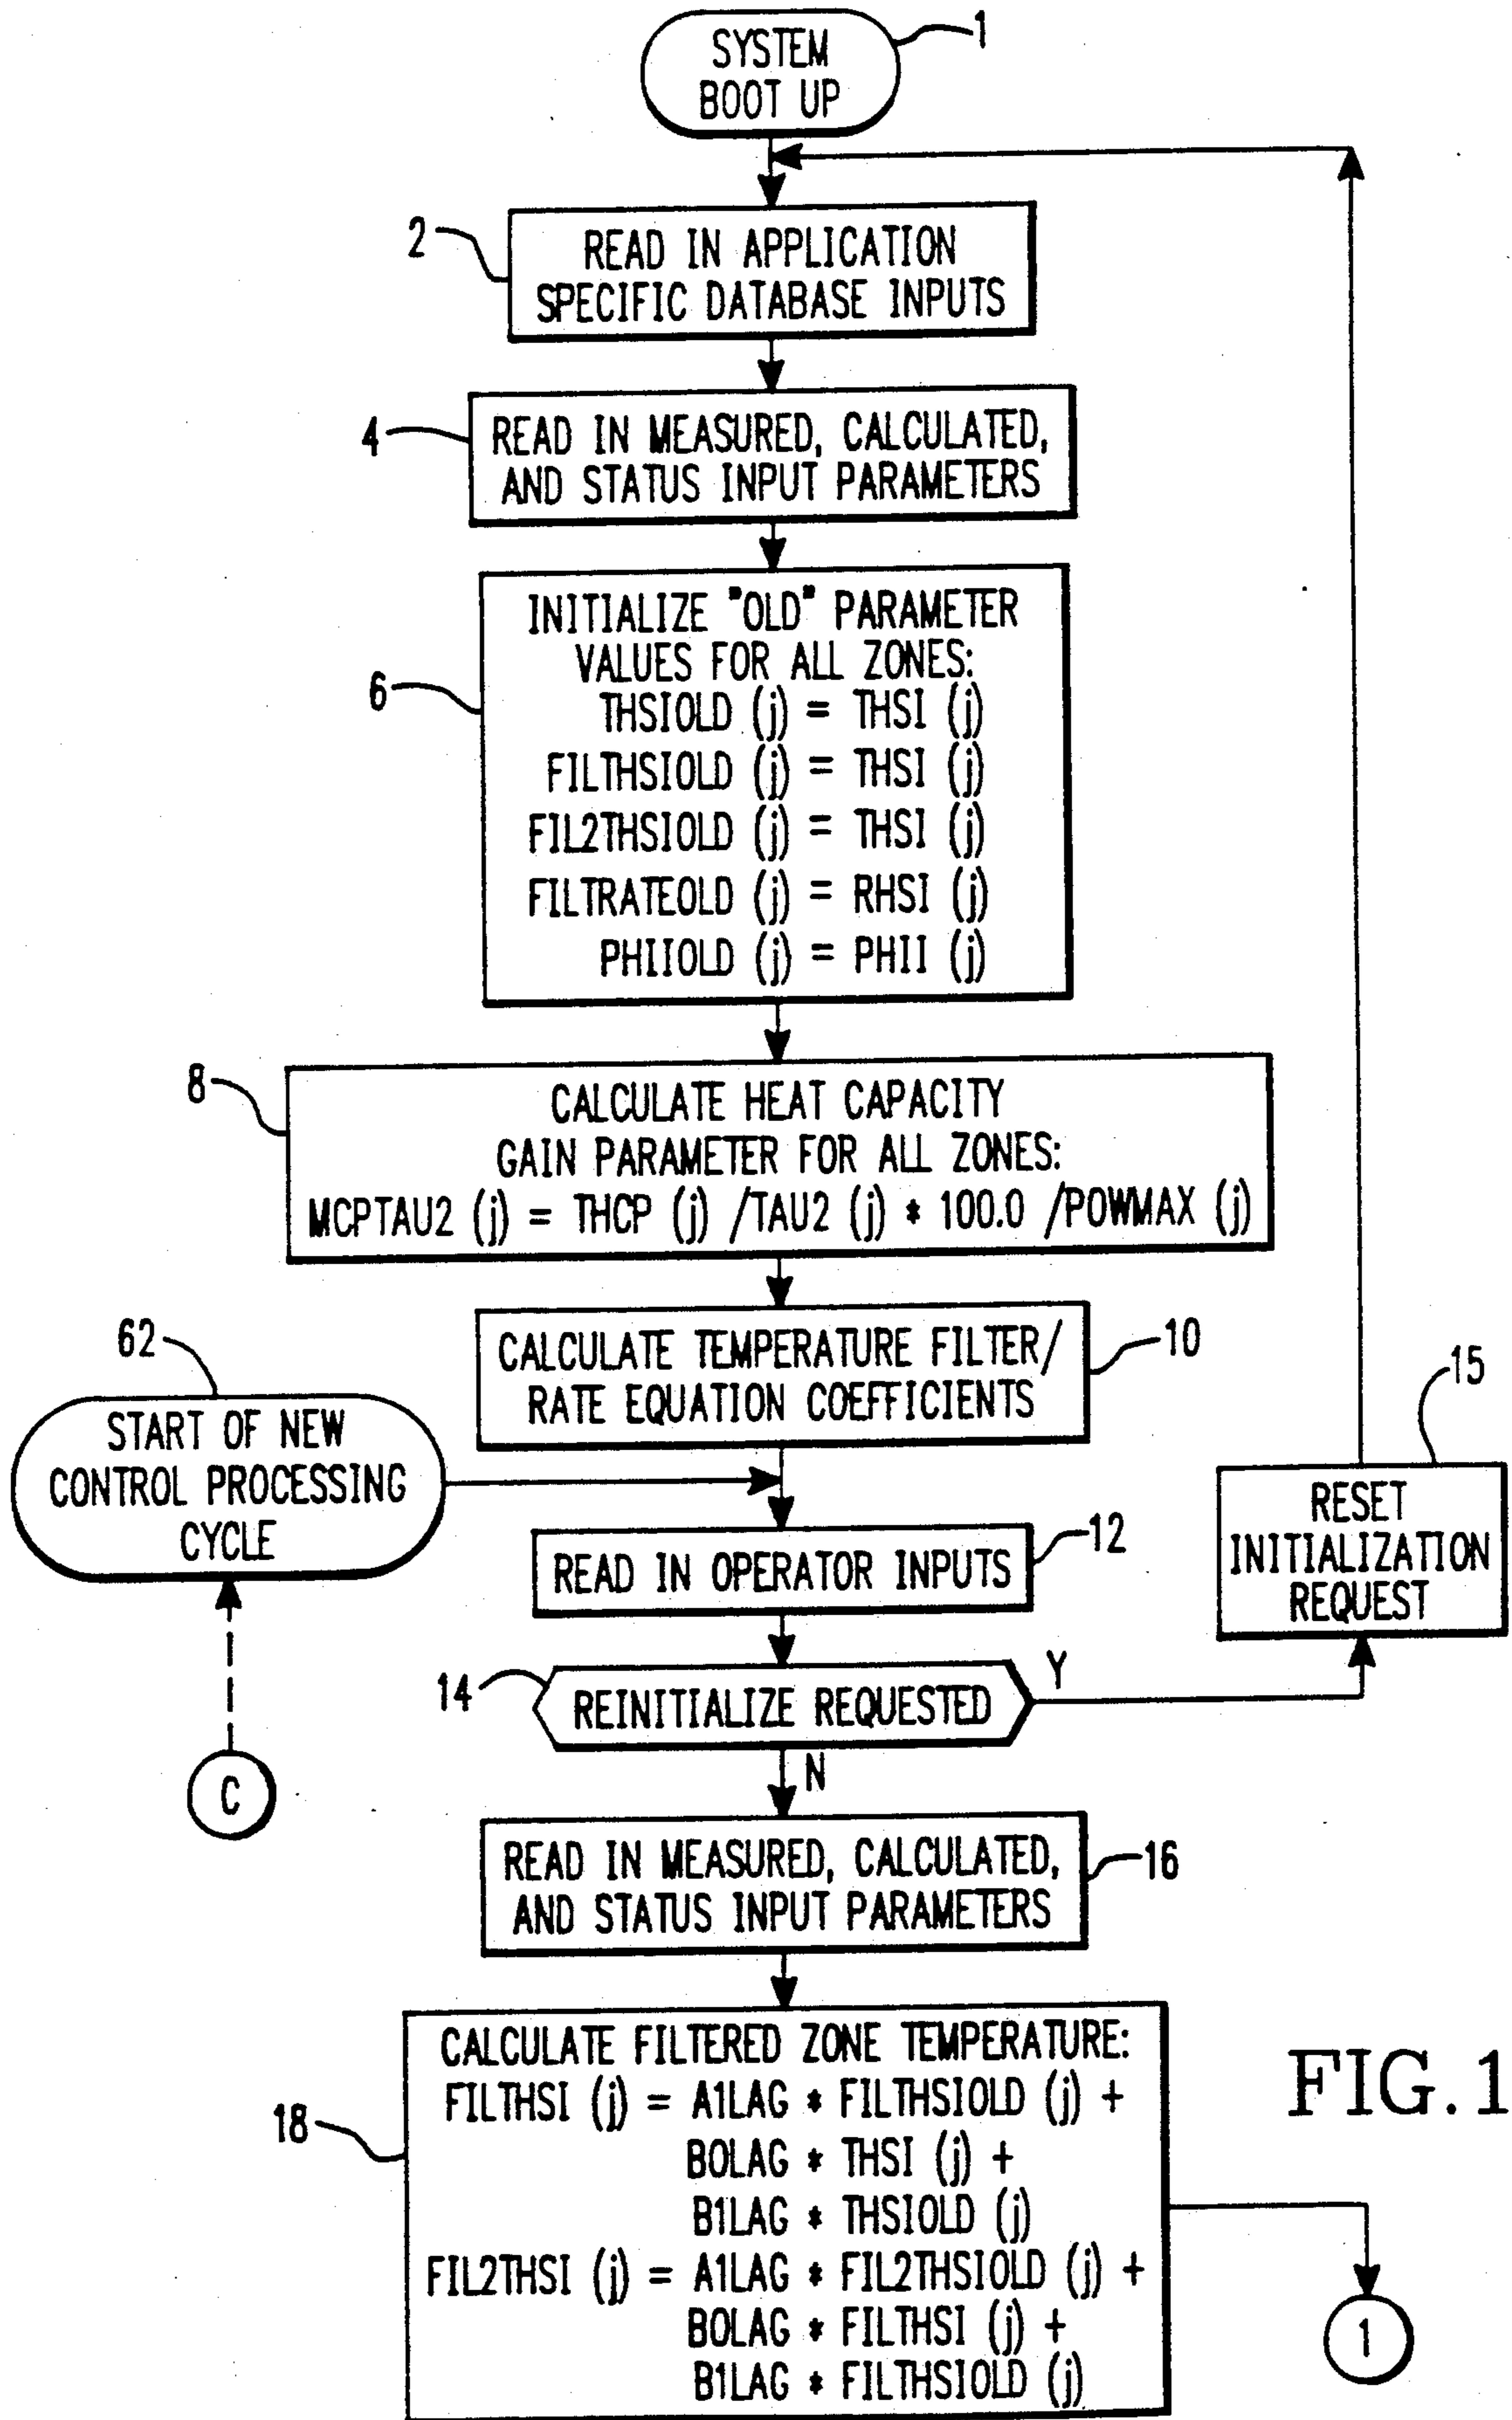 SYSTEM
BOOT UP
1
2
READ IN APPLICATION
SPECIFIC DATABASE INPUTS
4
READ IN MEASURED, CALCULATED,
AND STATUS INPUT PARAMETERS
6
INITIALIZE "OLD" PARAMETER
VALUES FOR ALL ZONES:
THSIOLD (j) = THSI (j)
FILTHSIOLD (j) = THSI (j)
FIL2THSIOLD (j) = THSI (j)
FILTRATEOLD (j) = RHSI (j)
PHIIOLD (j) = PHII (j)
8
CALCULATE HEAT CAPACITY
GAIN PARAMETER FOR ALL ZONES:
MCPTAU2 (j) = THCP (j) /TAU2 (j) * 100.0 /POWMAX (j)
10
CALCULATE TEMPERATURE FILTER/
RATE EQUATION COEFFICIENTS
62
START OF NEW
CONTROL PROCESSING
CYCLE
15
RESET
INITIALIZATION
REQUEST
12
READ IN OPERATOR INPUTS
14
REINITIALIZE REQUESTED
Y
N
C
16
READ IN MEASURED, CALCULATED,
AND STATUS INPUT PARAMETERS
18
CALCULATE FILTERED ZONE TEMPERATURE:
FILTHSI (j) = A1LAG * FILTHSIOLD (j) +
BOLAG * THSI (j) +
B1LAG * THSIOLD (j)
FIL2THSI (j) = A1LAG * FIL2THSIOLD (j) +
BOLAG * FILTHSI (j) +
B1LAG * FILTHSIOLD (j)
1
FIG. 1